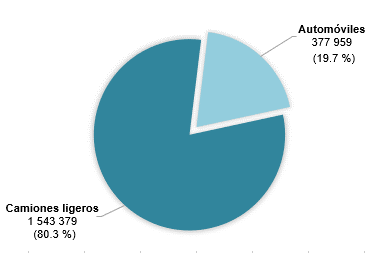 Automóviles
377 959
(19.7 %)
Camiones ligeros
1 543 379
(80.3 %)